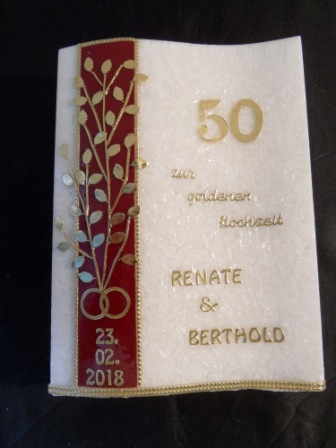 50
zur
goldenen
Hochzeit
RENATE
&
BERTHOLD
23.
02.
2018